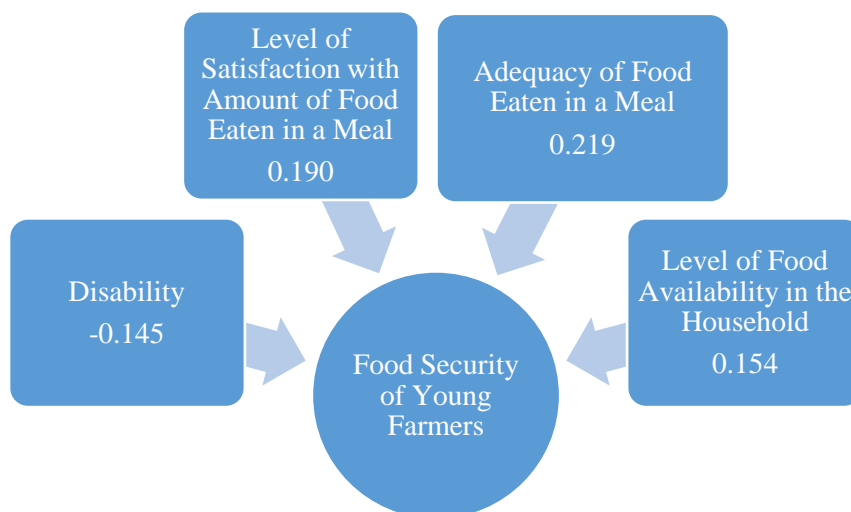 Level of
Satisfaction with
Amount of Food
Eaten in a Meal
0.190
Adequacy of Food
Eaten in a Meal
0.219
Disability
-0.145
Level of Food
Availability in the
Household
0.154
Food Security
of Young
Farmers